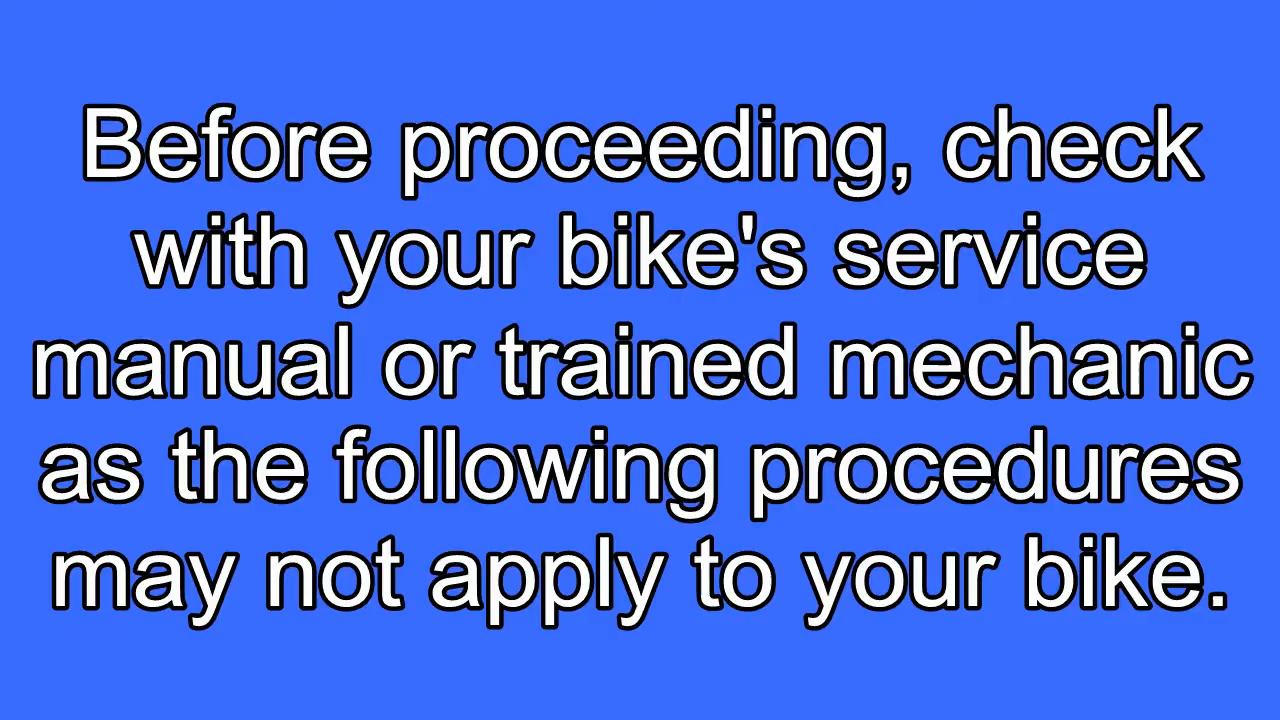 Before proceeding, check
with your bike's service
manual or trained mechanic
as the following procedures
may not apply to your bike.